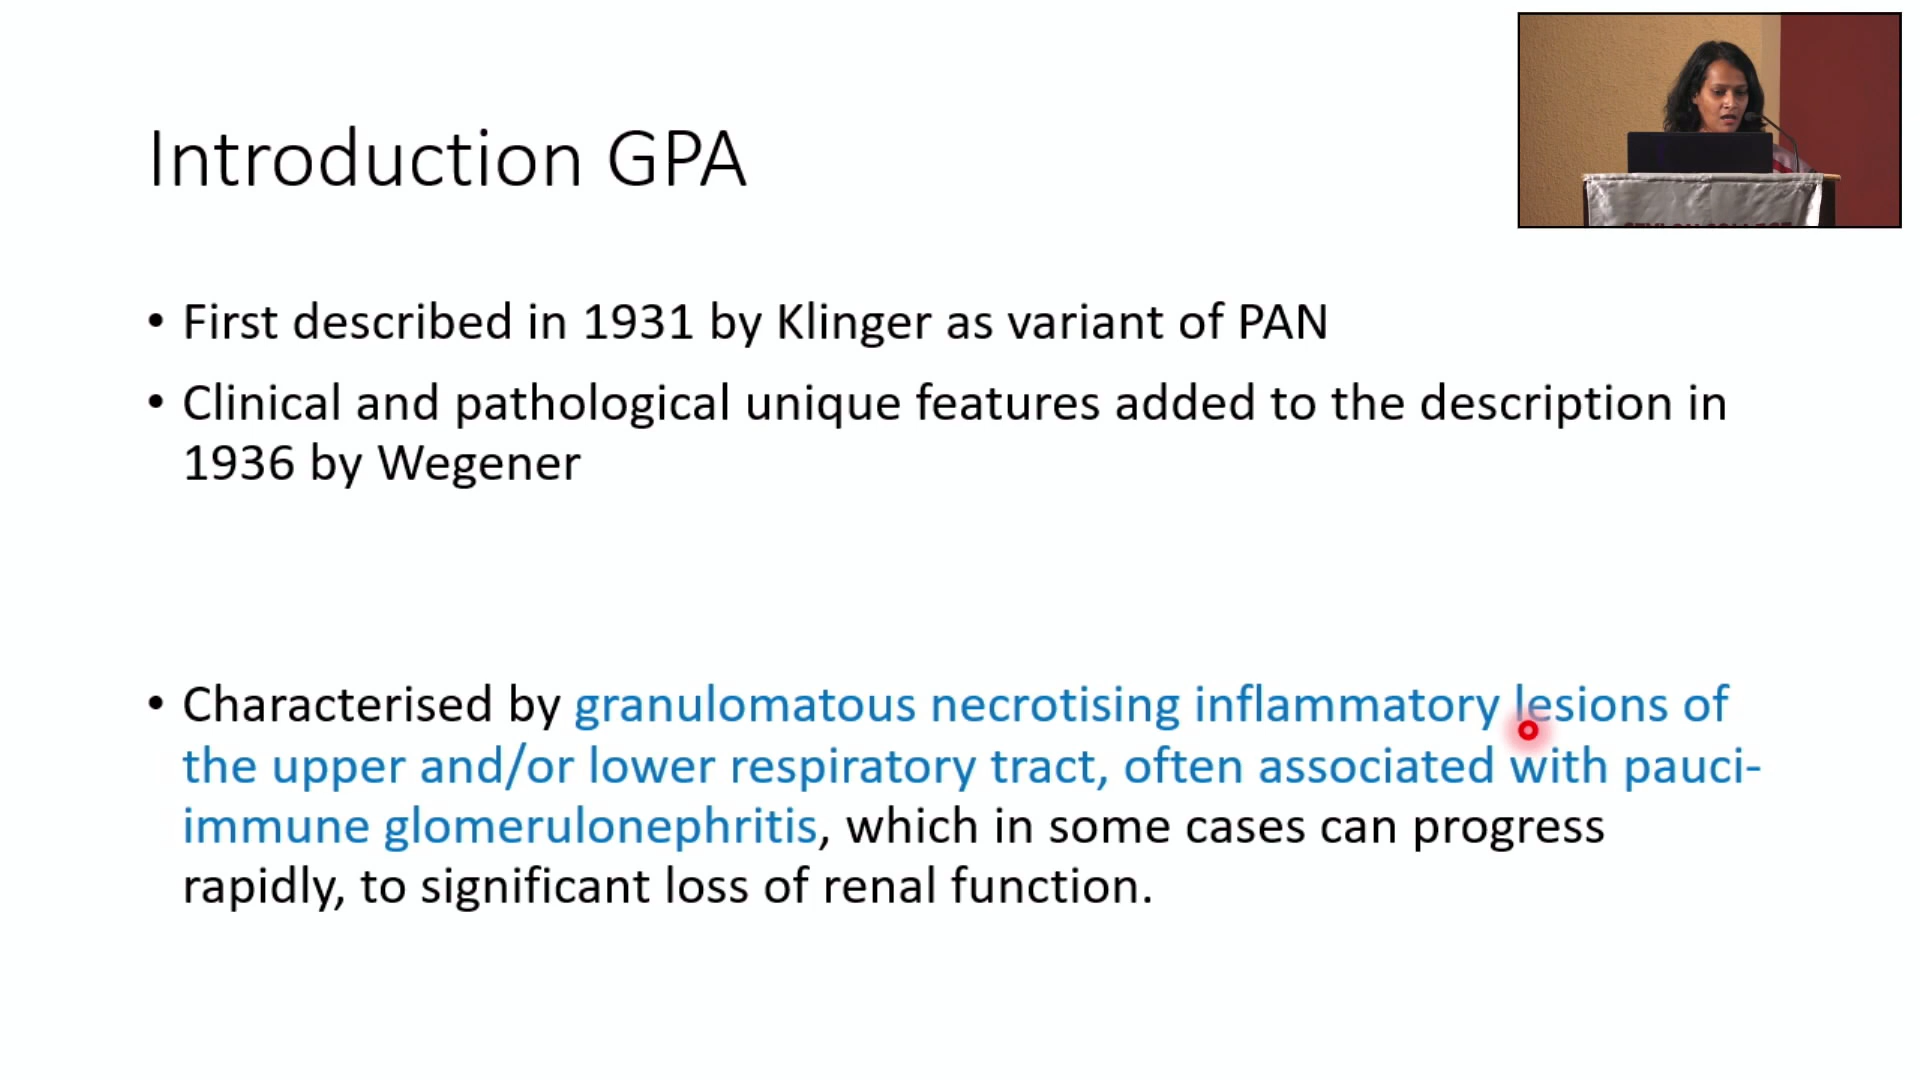 Introduction GPA
• First described in 1931 by Klinger as variant of PAN
• Clinical and pathological unique features added to the description in
1936 by Wegener
• Characterised by granulomatous necrotising inflammatory lesions of
the upper and/or lower respiratory tract, often associated with pauci-
immune glomerulonephritis, which in some cases can progress
rapidly, to significant loss of renal function.